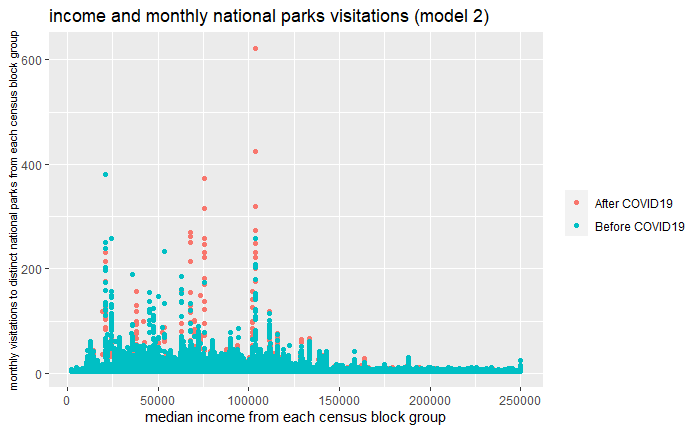 income and monthly national parks visitations (model 2)
monthly visitations to distinct national parks from each census block group
600
400
200
0
0 50000 100000 150000 200000 250000
median income from each census block group
After COVID19
Before COVID19